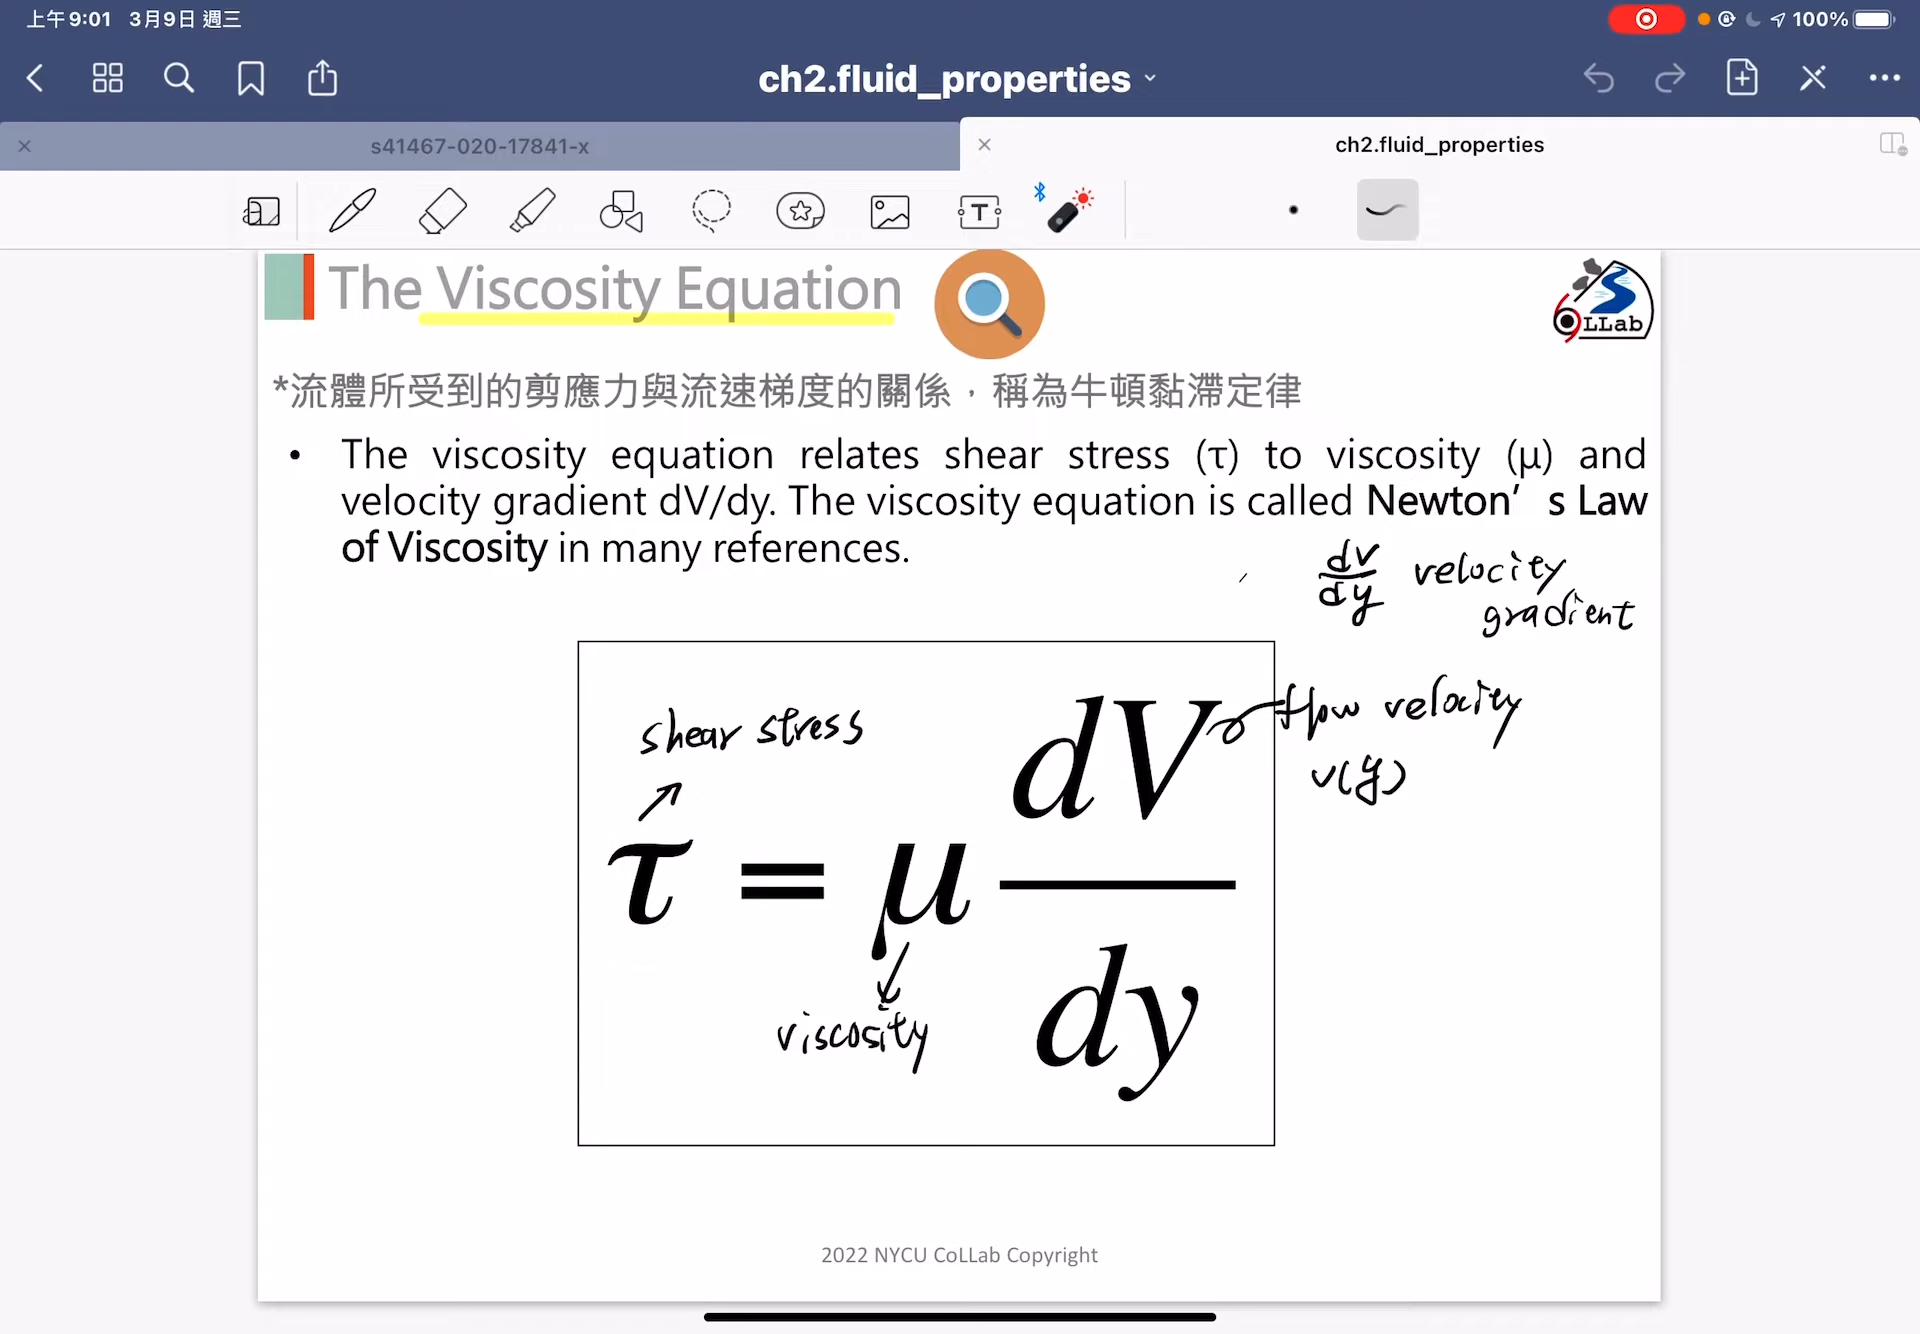 上午9:01 3月9日 週三
100%
ch2.fluid_properties
s41467-020-17841-x
ch2.fluid_properties
T
The Viscosity Equation
LLab
*流體所受到的剪應力與流速梯度的關係，稱為牛頓黏滯定律
• The viscosity equation relates shear stress (τ) to viscosity (μ) and
velocity gradient dV/dy. The viscosity equation is called Newton's Law
of Viscosity in many references.
dv/dy velocity
gradient
shear stress
flow velocity
v(y)
τ = μ dV/dy
viscosity
2022 NYCU CoLLab Copyright